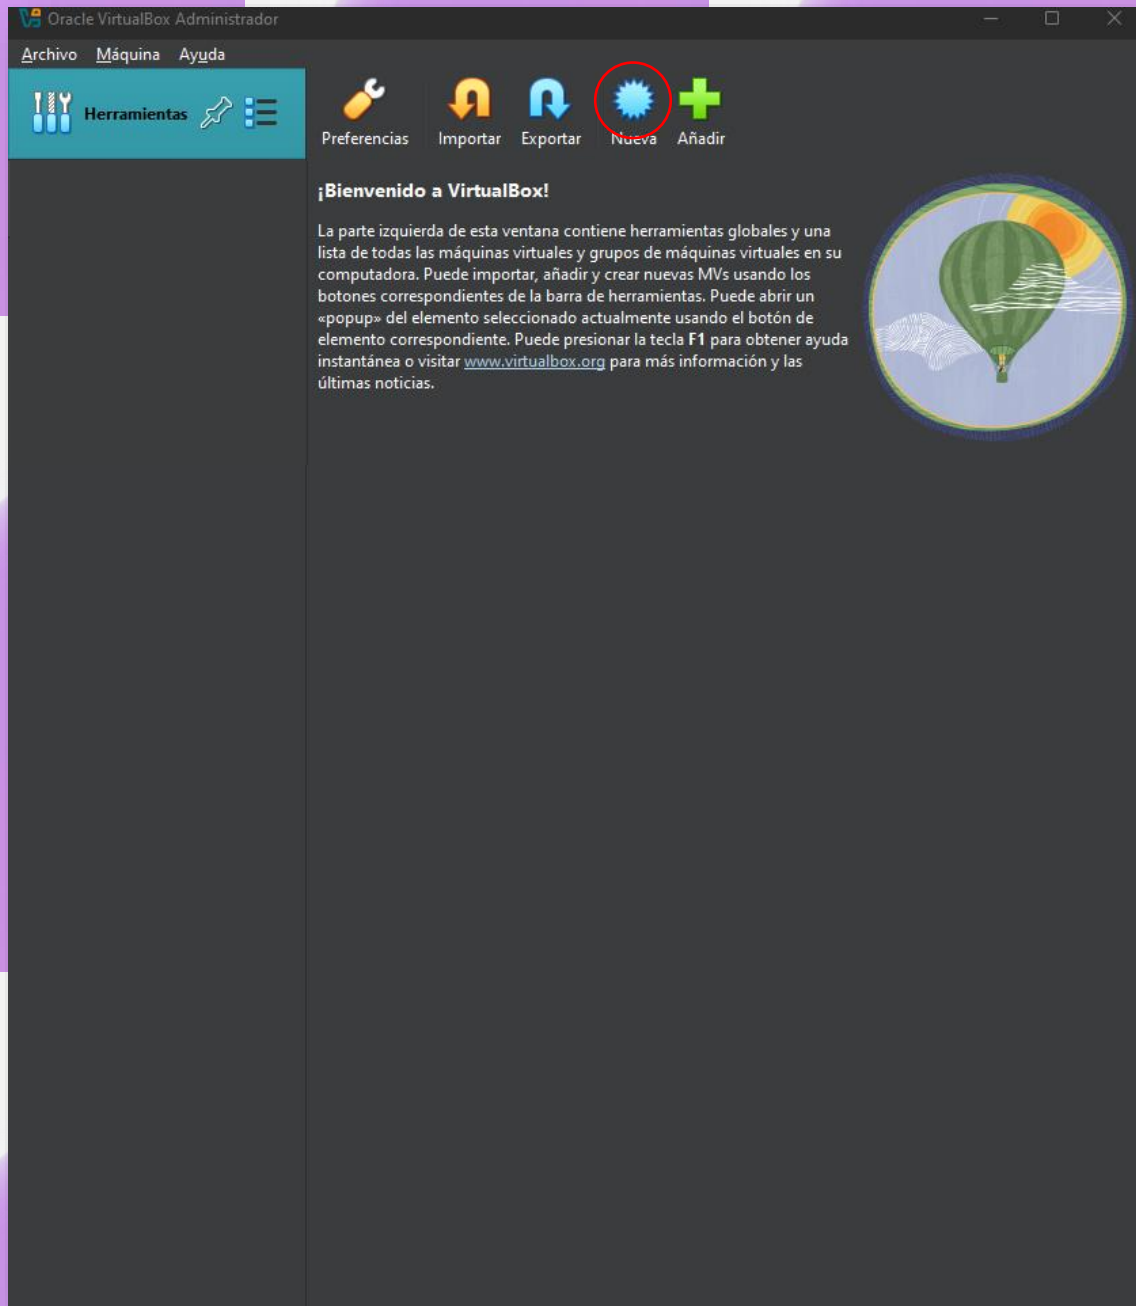 Oracle VirtualBox Administrador
Archivo Máquina Ayuda
Herramientas
Preferencias Importar Exportar Nueva Añadir
¡Bienvenido a VirtualBox!
La parte izquierda de esta ventana contiene herramientas globales y una
lista de todas las máquinas virtuales y grupos de máquinas virtuales en su
computadora. Puede importar, añadir y crear nuevas MVs usando los
botones correspondientes de la barra de herramientas. Puede abrir un
«popup» del elemento seleccionado actualmente usando el botón de
elemento correspondiente. Puede presionar la tecla F1 para obtener ayuda
instantánea o visitar www.virtualbox.org para más información y las
últimas noticias.